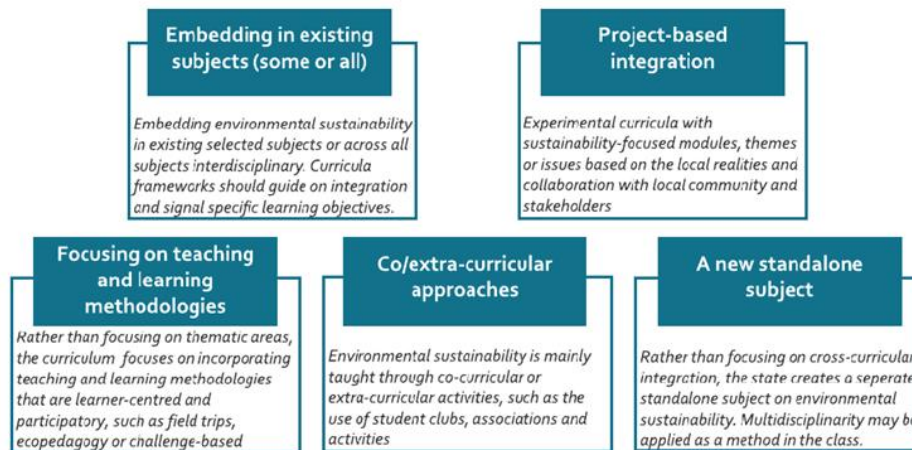 Embedding in existing
subjects (some or all)
Embedding environmental sustainability
in existing selected subjects or across all
subjects interdisciplinary. Curricula
frameworks should guide on integration
and signal specific learning objectives.
Project-based
integration
Experimental curricula with
sustainability-focused modules, themes
or issues based on the local realities and
collaboration with local community and
stakeholders
Focusing on teaching
and learning
methodologies
Rather than focusing on thematic areas,
the curriculum focuses on incorporating
teaching and learning methodologies
that are learner-centred and
participatory, such as field trips,
ecopedagogy or challenge-based
Co/extra-curricular
approaches
Environmental sustainability is mainly
taught through co-curricular or
extra-curricular activities, such as the
use of student clubs, associations and
activities
A new standalone
subject
Rather than focusing on cross-curricular
integration, the state creates a seperate
standalone subject on environmental
sustainability. Multidisciplinarity may be
applied as a method in the class.